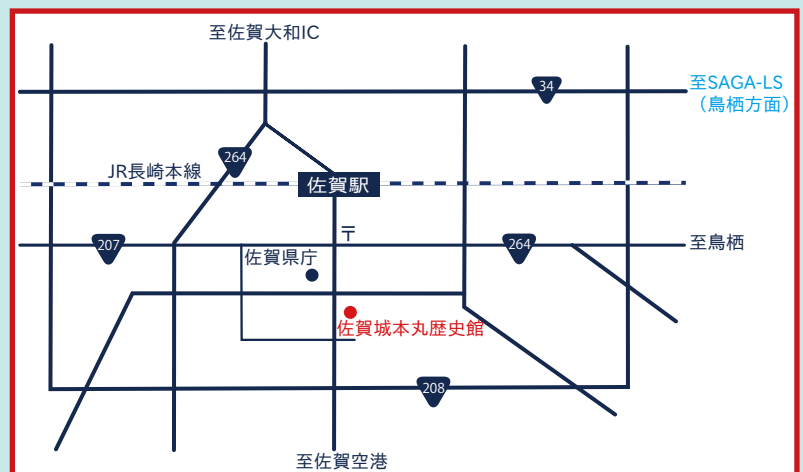 至佐賀大和IC
34
至SAGA-LS
（鳥栖方面）
264
JR長崎本線
佐賀駅
〒
207
264
至鳥栖
佐賀県庁
佐賀城本丸歴史館
208
至佐賀空港